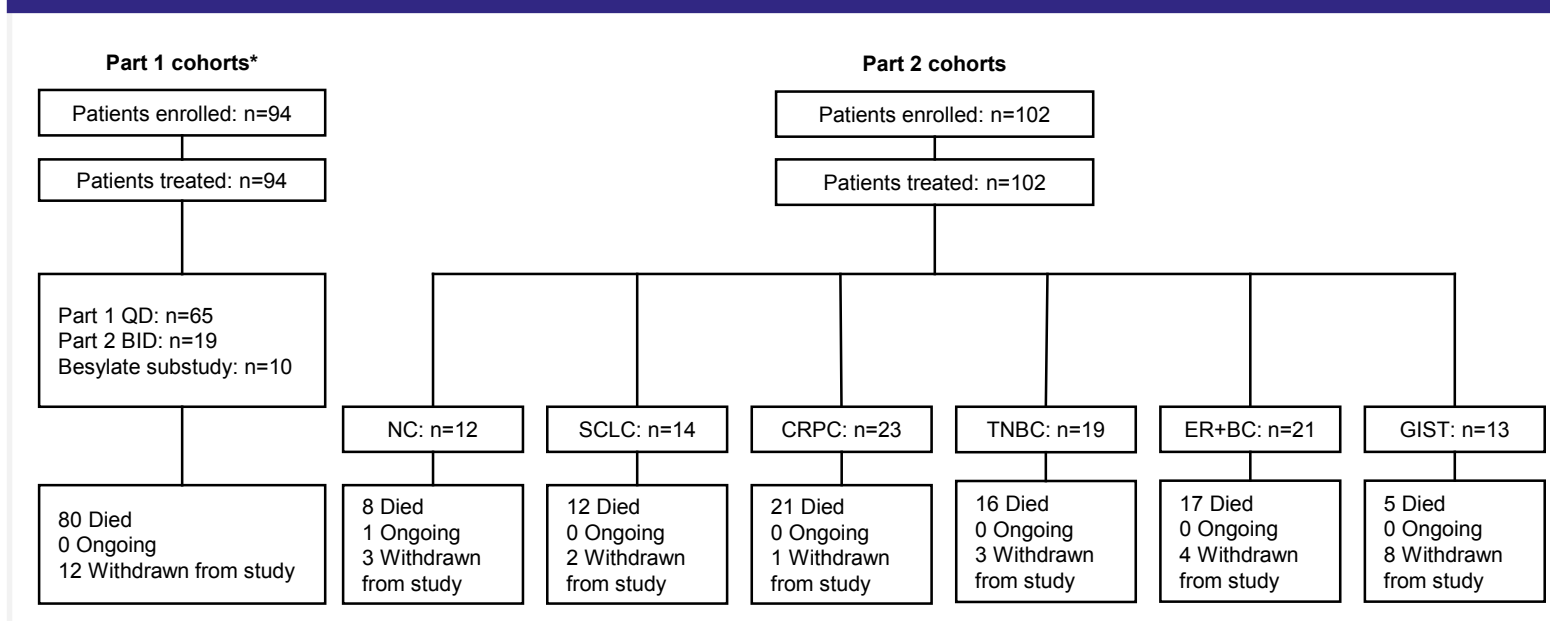 Part 1 cohorts*
Patients enrolled: n=94
Patients treated: n=94
Part 1 QD: n=65
Part 2 BID: n=19
Besylate substudy: n=10
80 Died
0 Ongoing
12 Withdrawn from study
Part 2 cohorts
Patients enrolled: n=102
Patients treated: n=102
NC: n=12
8 Died
1 Ongoing
3 Withdrawn
from study
SCLC: n=14
12 Died
0 Ongoing
2 Withdrawn
from study
CRPC: n=23
21 Died
0 Ongoing
1 Withdrawn
from study
TNBC: n=19
16 Died
0 Ongoing
3 Withdrawn
from study
ER+BC: n=21
17 Died
0 Ongoing
4 Withdrawn
from study
GIST: n=13
5 Died
0 Ongoing
8 Withdrawn
from study